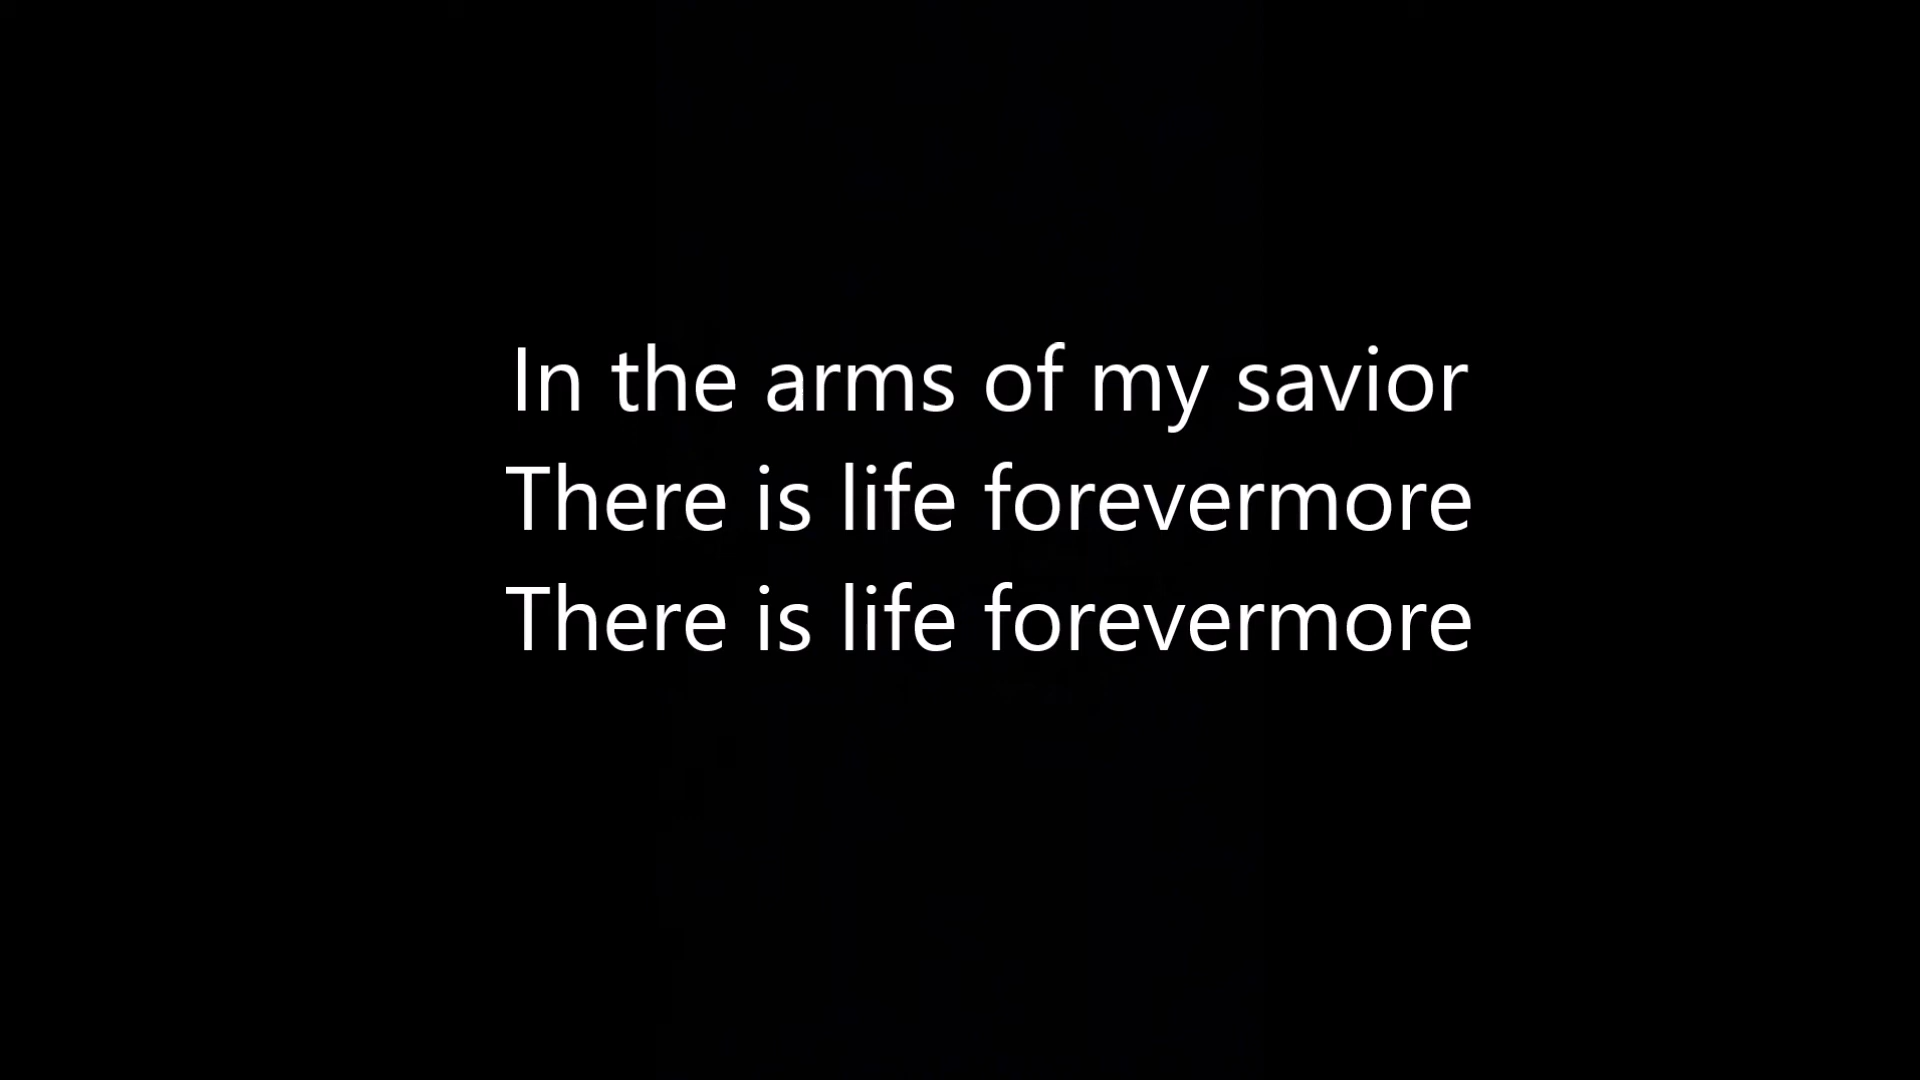 In the arms of my savior
There is life forevermore
There is life forevermore